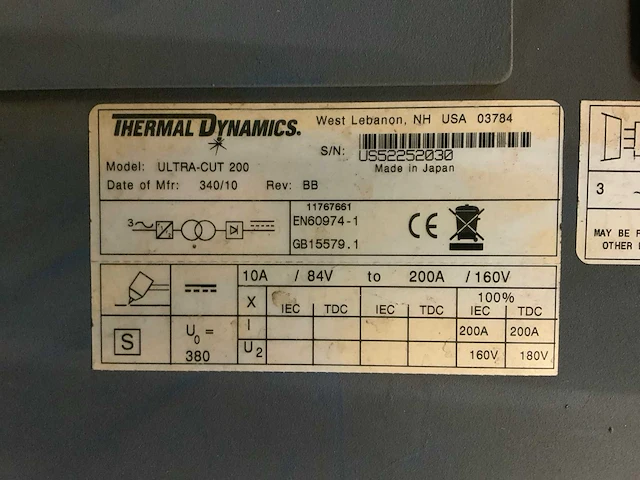 THERMAL DYNAMICS.
West Lebanon, NH USA 03784
S/N: US52252030
Made in Japan
Model: ULTRA-CUT 200
Date of Mfr: 340/10 Rev: BB
3
11767661
EN60974-1
GB15579.1
CE
10A / 84V to 200A / 160V
X 100%
IEC TDC IEC TDC IEC TDC
I 200A 200A
S U0 = 380
U2 160V 180V
3
MAY BE
OTHER